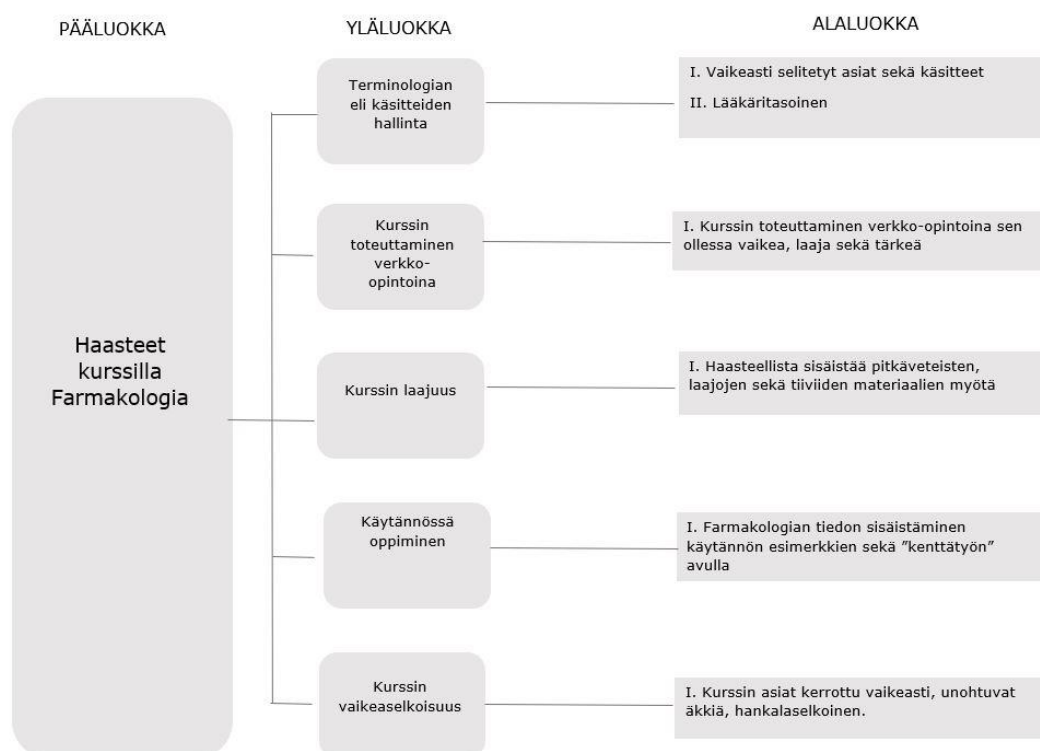 PÄÄLUOKKA
YLÄLUOKKA
ALALUOKKA
Haasteet
kurssilla
Farmakologia
Terminologian
eli käsitteiden
hallinta
I. Vaikeasti selitetyt asiat sekä käsitteet
II. Lääkäritasoinen
Kurssin
toteuttaminen
verkko-
opintoina
I. Kurssin toteuttaminen verkko-opintoina sen
ollessa vaikea, laaja sekä tärkeä
Kurssin laajuus
I. Haasteellista sisäistää pitkäveteisten,
laajojen sekä tiiviiden materiaalien myötä
Käytännössä
oppiminen
I. Farmakologian tiedon sisäistäminen
käytännön esimerkkien sekä ”kenttätyön”
avulla
Kurssin
vaikeaselkoisuus
I. Kurssin asiat kerrottu vaikeasti, unohtuvat
äkkiä, hankalaselkoinen.